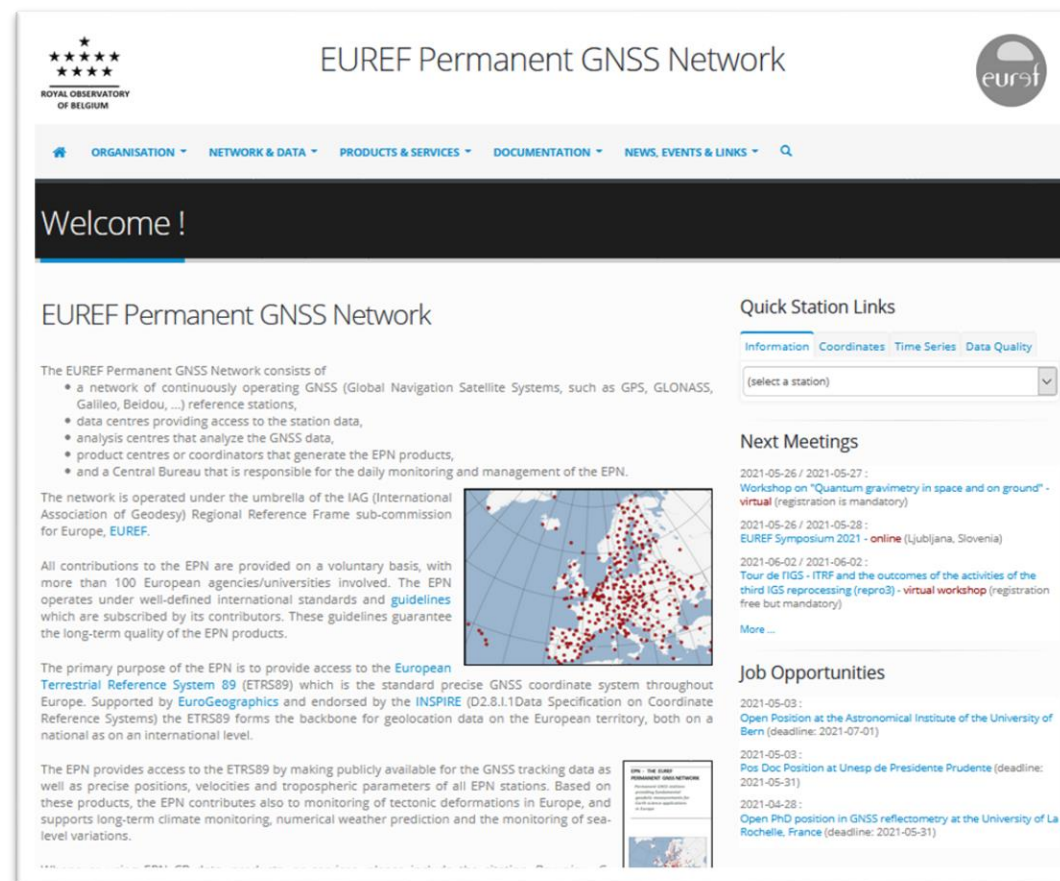 ROYAL OBSERVATORY
OF BELGIUM
EUREF Permanent GNSS Network
euref
ORGANISATION
NETWORK & DATA
PRODUCTS & SERVICES
DOCUMENTATION
NEWS, EVENTS & LINKS
Welcome !
EUREF Permanent GNSS Network
The EUREF Permanent GNSS Network consists of
a network of continuously operating GNSS (Global Navigation Satellite Systems, such as GPS, GLONASS,
Galileo, Beidou, ...) reference stations,
data centres providing access to the station data,
analysis centres that analyze the GNSS data,
product centres or coordinators that generate the EPN products,
and a Central Bureau that is responsible for the daily monitoring and management of the EPN.
The network is operated under the umbrella of the IAG (International
Association of Geodesy) Regional Reference Frame sub-commission
for Europe, EUREF.
All contributions to the EPN are provided on a voluntary basis, with
more than 100 European agencies/universities involved. The EPN
operates under well-defined international standards and guidelines
which are subscribed by its contributors. These guidelines guarantee
the long-term quality of the EPN products.
The primary purpose of the EPN is to provide access to the European
Terrestrial Reference System 89 (ETRS89) which is the standard precise GNSS coordinate system throughout
Europe. Supported by EuroGeographics and endorsed by the INSPIRE (D2.8.I.1Data Specification on Coordinate
Reference Systems) the ETRS89 forms the backbone for geolocation data on the European territory, both on a
national as on an international level.
The EPN provides access to the ETRS89 by making publicly available for the GNSS tracking data as
well as precise positions, velocities and tropospheric parameters of all EPN stations. Based on
these products, the EPN contributes also to monitoring of tectonic deformations in Europe, and
supports long-term climate monitoring, numerical weather prediction and the monitoring of sea-
level variations.
EPN - THE EUREF
PERMANENT GNSS NETWORK
Permanent GNSS stations
providing fundamental
geodetic measurements for
Earth science applications
in Europe
Quick Station Links
Information
Coordinates
Time Series
Data Quality
(select a station)
Next Meetings
2021-05-26 / 2021-05-27 :
Workshop on "Quantum gravimetry in space and on ground" -
virtual (registration is mandatory)
2021-05-26 / 2021-05-28 :
EUREF Symposium 2021 - online (Ljubljana, Slovenia)
2021-06-02 / 2021-06-02 :
Tour de l'IGS - ITRF and the outcomes of the activities of the
third IGS reprocessing (repro3) - virtual workshop (registration
free but mandatory)
More ...
Job Opportunities
2021-05-03 :
Open Position at the Astronomical Institute of the University of
Bern (deadline: 2021-07-01)
2021-05-03 :
Pos Doc Position at Unesp de Presidente Prudente (deadline:
2021-05-31)
2021-04-28 :
Open PhD position in GNSS reflectometry at the University of La
Rochelle, France (deadline: 2021-05-31)